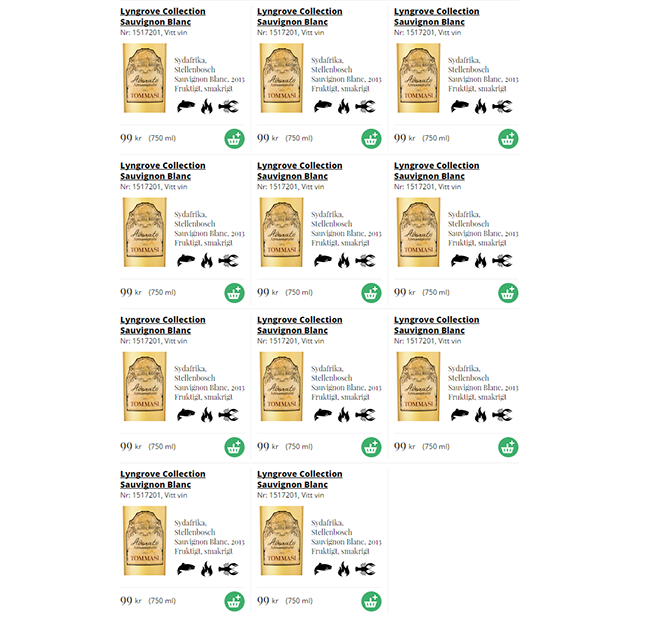 Lyngrove Collection
Sauvignon Blanc
Nr: 1517201, Vitt vin
TOMMASI
Sydafrika,
Stellenbosch
Sauvignon Blanc, 2013
Fruktigt, smakrigt
99 kr (750 ml)
Lyngrove Collection
Sauvignon Blanc
Nr: 1517201, Vitt vin
TOMMASI
Sydafrika,
Stellenbosch
Sauvignon Blanc, 2013
Fruktigt, smakrigt
99 kr (750 ml)
Lyngrove Collection
Sauvignon Blanc
Nr: 1517201, Vitt vin
TOMMASI
Sydafrika,
Stellenbosch
Sauvignon Blanc, 2013
Fruktigt, smakrigt
99 kr (750 ml)
Lyngrove Collection
Sauvignon Blanc
Nr: 1517201, Vitt vin
TOMMASI
Sydafrika,
Stellenbosch
Sauvignon Blanc, 2013
Fruktigt, smakrigt
99 kr (750 ml)
Lyngrove Collection
Sauvignon Blanc
Nr: 1517201, Vitt vin
TOMMASI
Sydafrika,
Stellenbosch
Sauvignon Blanc, 2013
Fruktigt, smakrigt
99 kr (750 ml)
Lyngrove Collection
Sauvignon Blanc
Nr: 1517201, Vitt vin
TOMMASI
Sydafrika,
Stellenbosch
Sauvignon Blanc, 2013
Fruktigt, smakrigt
99 kr (750 ml)
Lyngrove Collection
Sauvignon Blanc
Nr: 1517201, Vitt vin
TOMMASI
Sydafrika,
Stellenbosch
Sauvignon Blanc, 2013
Fruktigt, smakrigt
99 kr (750 ml)
Lyngrove Collection
Sauvignon Blanc
Nr: 1517201, Vitt vin
TOMMASI
Sydafrika,
Stellenbosch
Sauvignon Blanc, 2013
Fruktigt, smakrigt
99 kr (750 ml)
Lyngrove Collection
Sauvignon Blanc
Nr: 1517201, Vitt vin
TOMMASI
Sydafrika,
Stellenbosch
Sauvignon Blanc, 2013
Fruktigt, smakrigt
99 kr (750 ml)
Lyngrove Collection
Sauvignon Blanc
Nr: 1517201, Vitt vin
TOMMASI
Sydafrika,
Stellenbosch
Sauvignon Blanc, 2013
Fruktigt, smakrigt
99 kr (750 ml)
Lyngrove Collection
Sauvignon Blanc
Nr: 1517201, Vitt vin
TOMMASI
Sydafrika,
Stellenbosch
Sauvignon Blanc, 2013
Fruktigt, smakrigt
99 kr (750 ml)